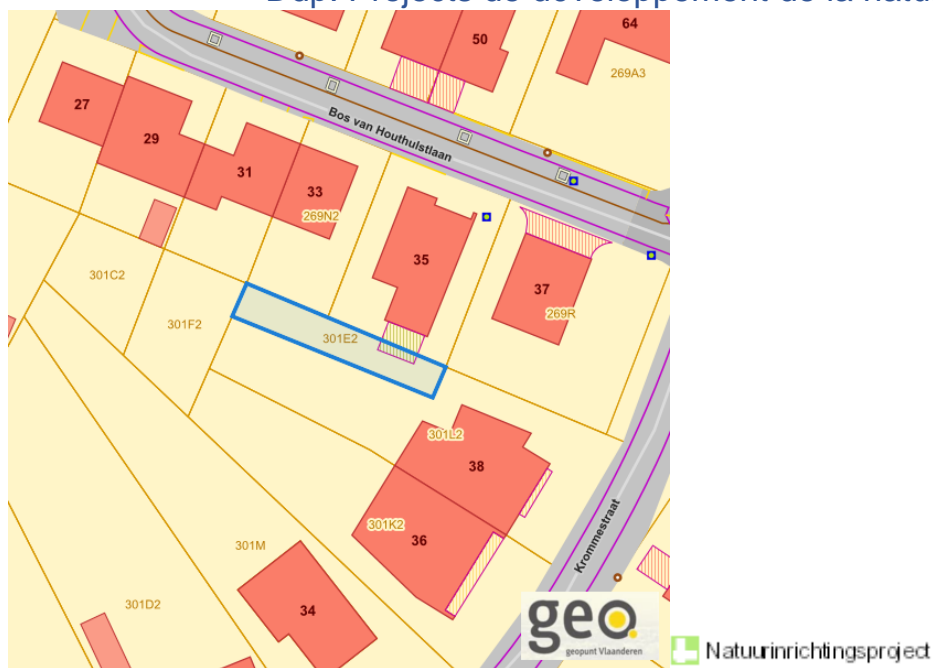 50
64
269A3
27
29
Bos van Houthulstlaan
31
33
269N2
35
37
269R
301C2
301F2
301E2
301L2
38
301K2
36
301M
Krommestraat
301D2
34
geo.
geopunt Vlaanderen
Natuurinrichtingsproject